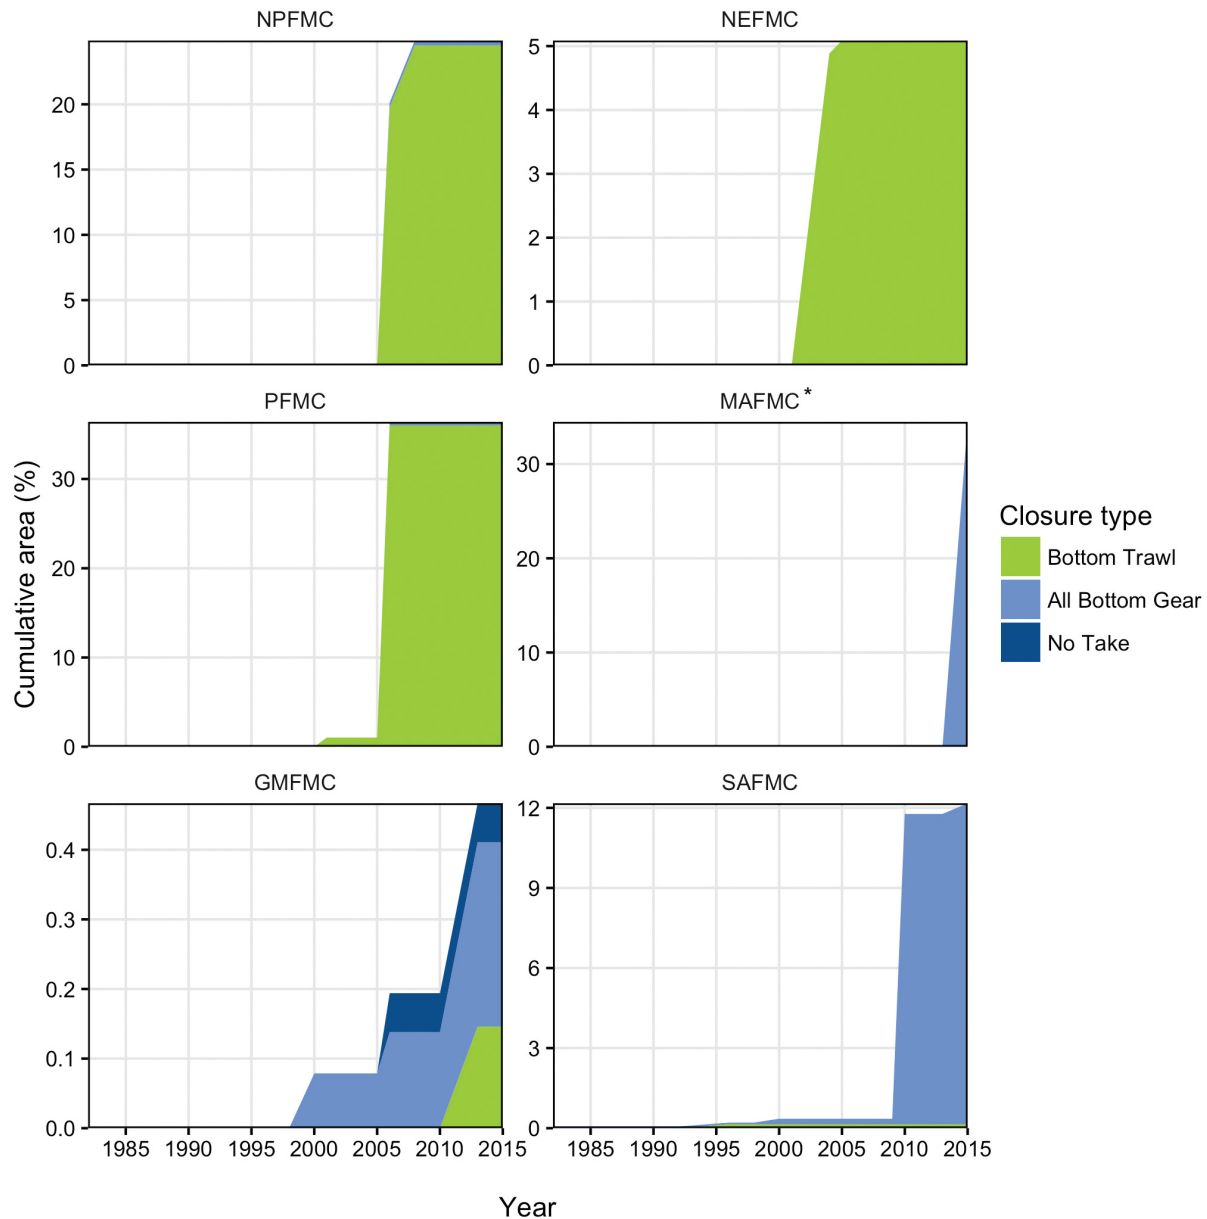 NPFMC
NEFMC
20
15
10
5
0
5
4
3
2
1
0
PFMC
MAFMC*
30
20
10
0
30
20
10
0
Cumulative area (%)
Closure type
Bottom Trawl
All Bottom Gear
No Take
GMFMC
SAFMC
0.4
0.3
0.2
0.1
0.0
12
9
6
3
0
1985 1990 1995 2000 2005 2010 2015
1985 1990 1995 2000 2005 2010 2015
Year